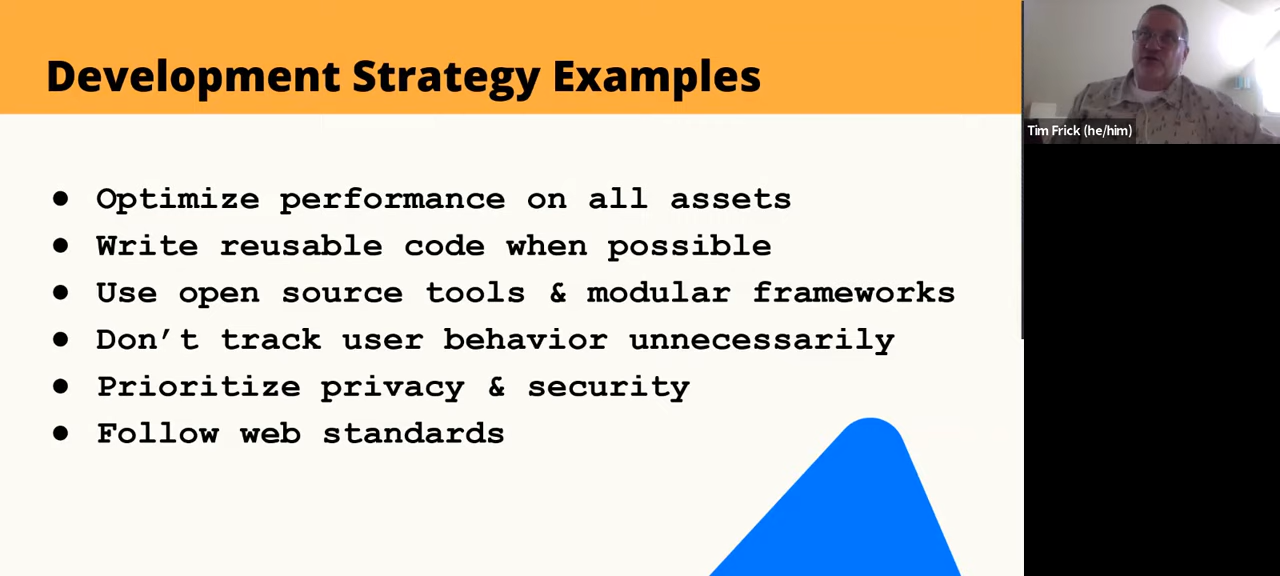 Development Strategy Examples
Tim Frick (he/him)
● Optimize performance on all assets
● Write reusable code when possible
● Use open source tools & modular frameworks
● Don’t track user behavior unnecessarily
● Prioritize privacy & security
● Follow web standards